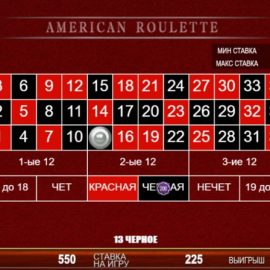 AMERICAN ROULETTE
МИН СТАВКА
МАКС СТАВКА
3 6 9 12 15 18 21 24 27 30 33
2 5 8 11 14 17 20 23 26 29 32
4 7 10 16 19 22 25 28 31
1-ые 12 2-ые 12 3-ие 12
до 18 ЧЕТ КРАСНАЯ НЕЧЕТ 19 до
13 ЧЕРНОЕ
550 СТАВКА НА ИГРУ 225 ВЫИГРЫШ